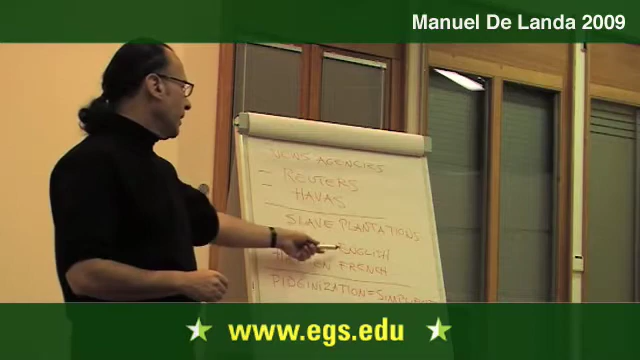 Manuel De Landa 2009
NEWS AGENCIES
— REUTERS
— HAVAS
SLAVE PLANTATIONS
ENGLISH
FRENCH
PIDGINIZATION =
www.egs.edu